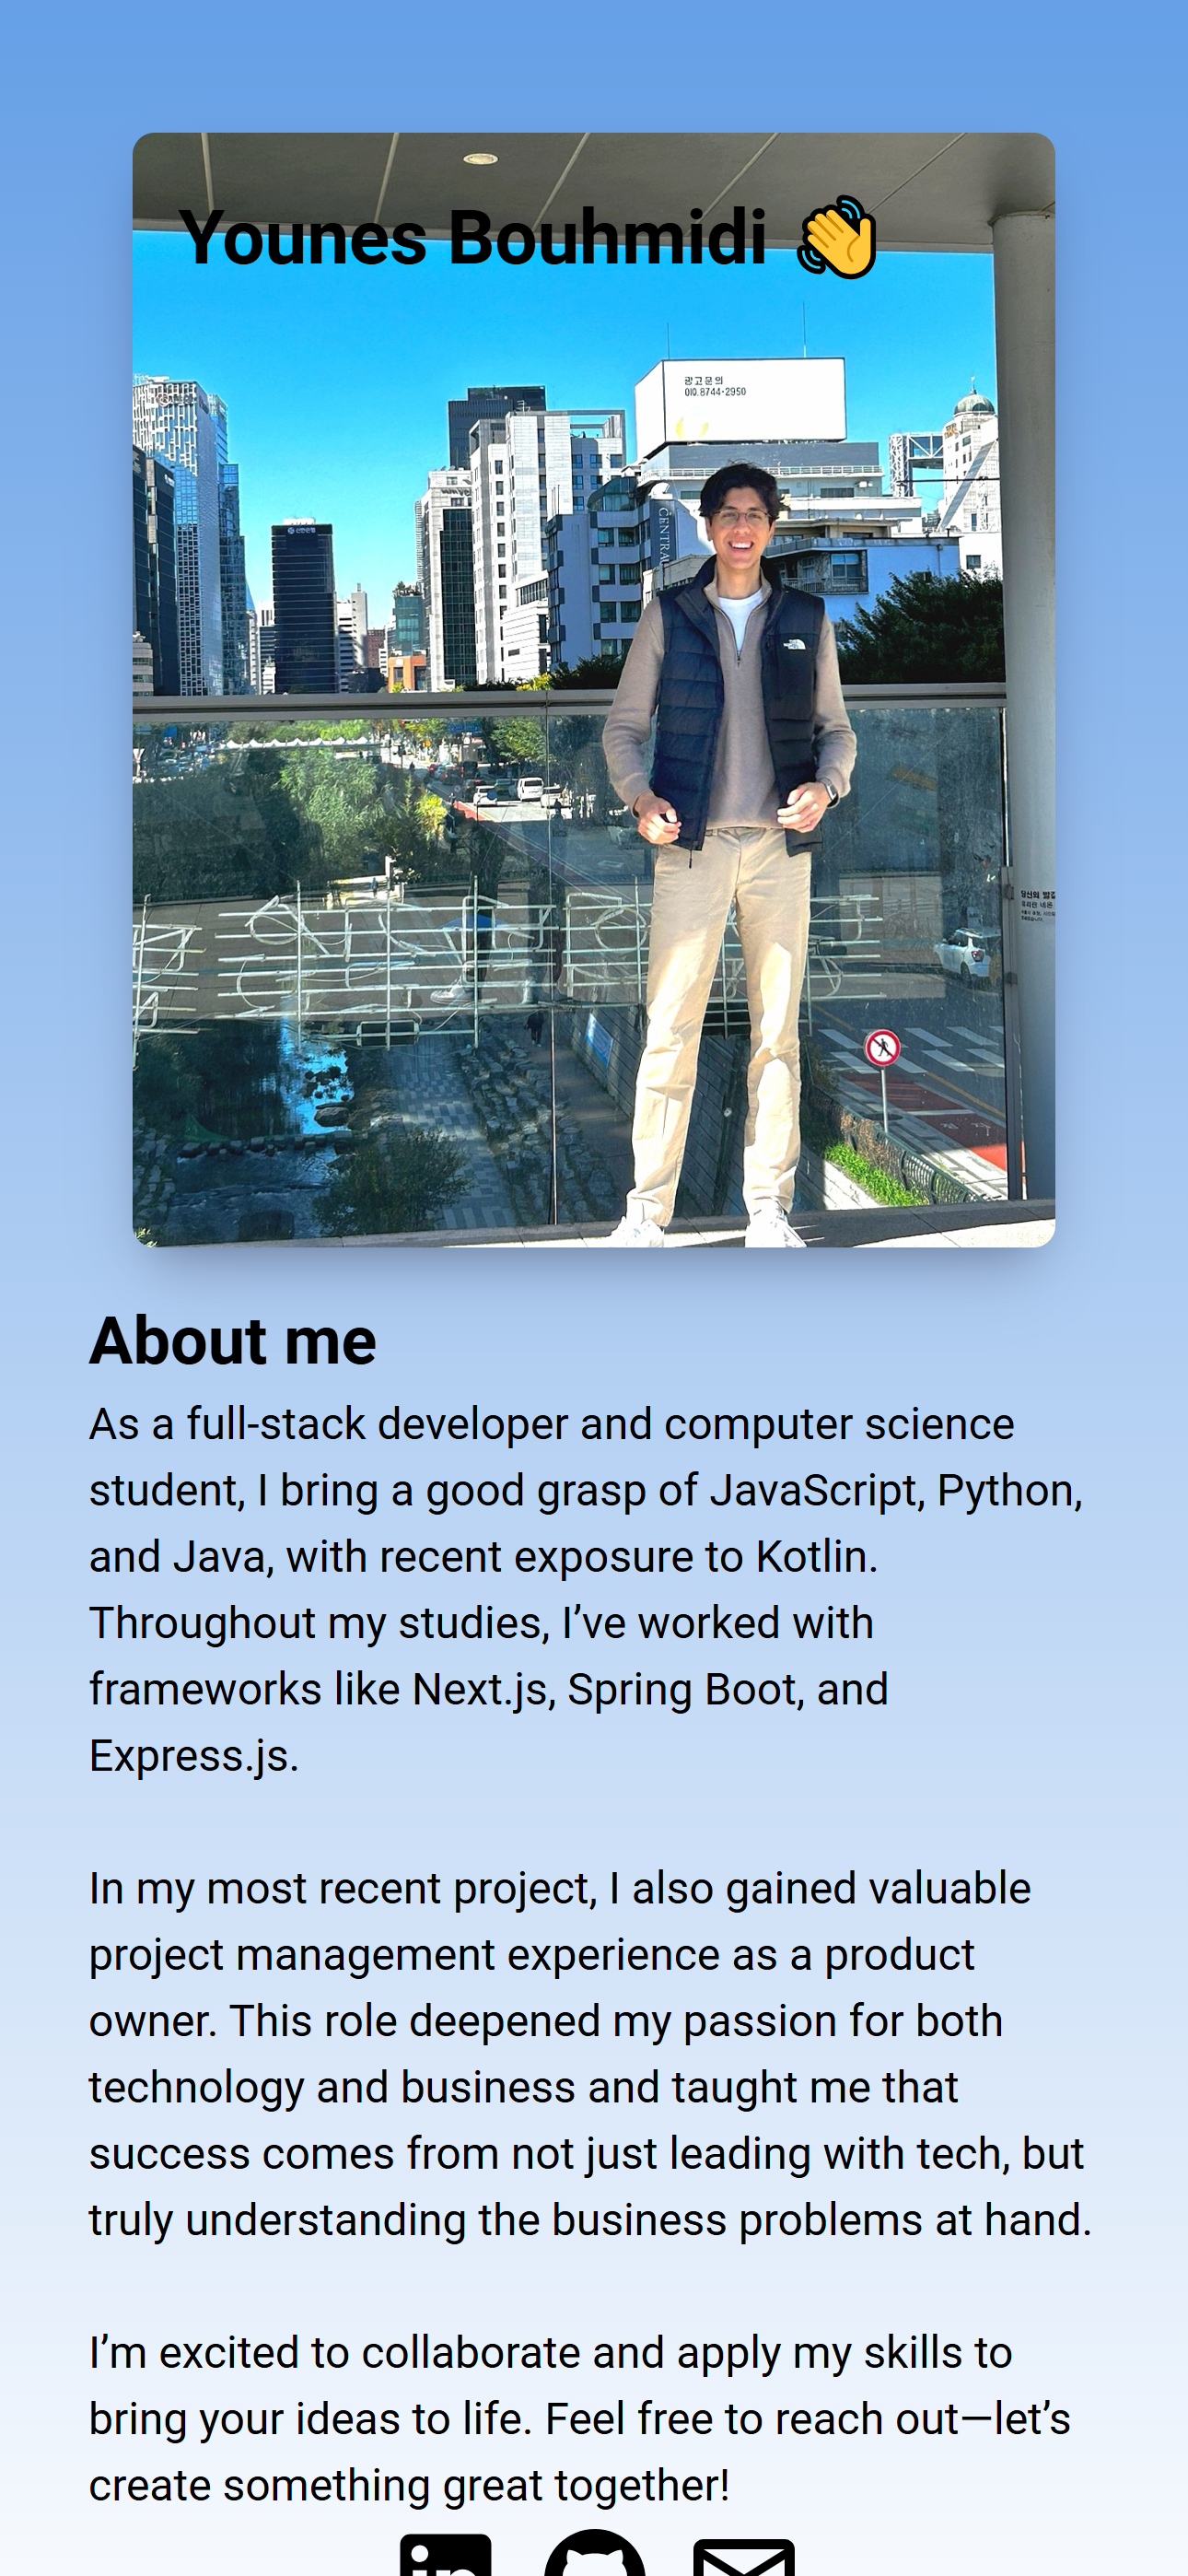 Younes Bouhmidi 👋
광고문의
010.8744-2950
CENTRAL
About me
As a full-stack developer and computer science
student, I bring a good grasp of JavaScript, Python,
and Java, with recent exposure to Kotlin.
Throughout my studies, I’ve worked with
frameworks like Next.js, Spring Boot, and
Express.js.
In my most recent project, I also gained valuable
project management experience as a product
owner. This role deepened my passion for both
technology and business and taught me that
success comes from not just leading with tech, but
truly understanding the business problems at hand.
I’m excited to collaborate and apply my skills to
bring your ideas to life. Feel free to reach out—let’s
create something great together!
in